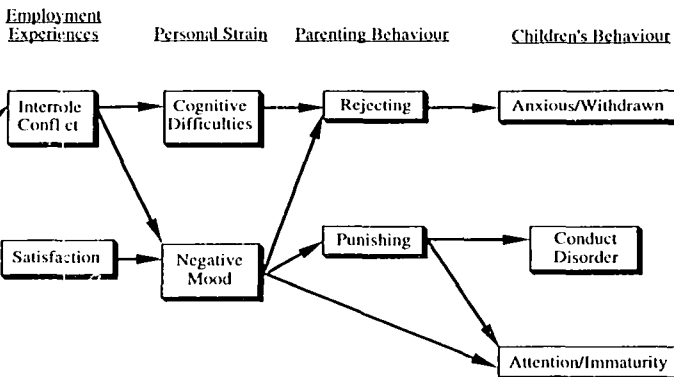 Employment
Experiences
Personal Strain
Parenting Behaviour
Children's Behaviour
Interrole
Conflict
Cognitive
Difficulties
Rejecting
Anxious/Withdrawn
Satisfaction
Negative
Mood
Punishing
Conduct
Disorder
Attention/Immaturity